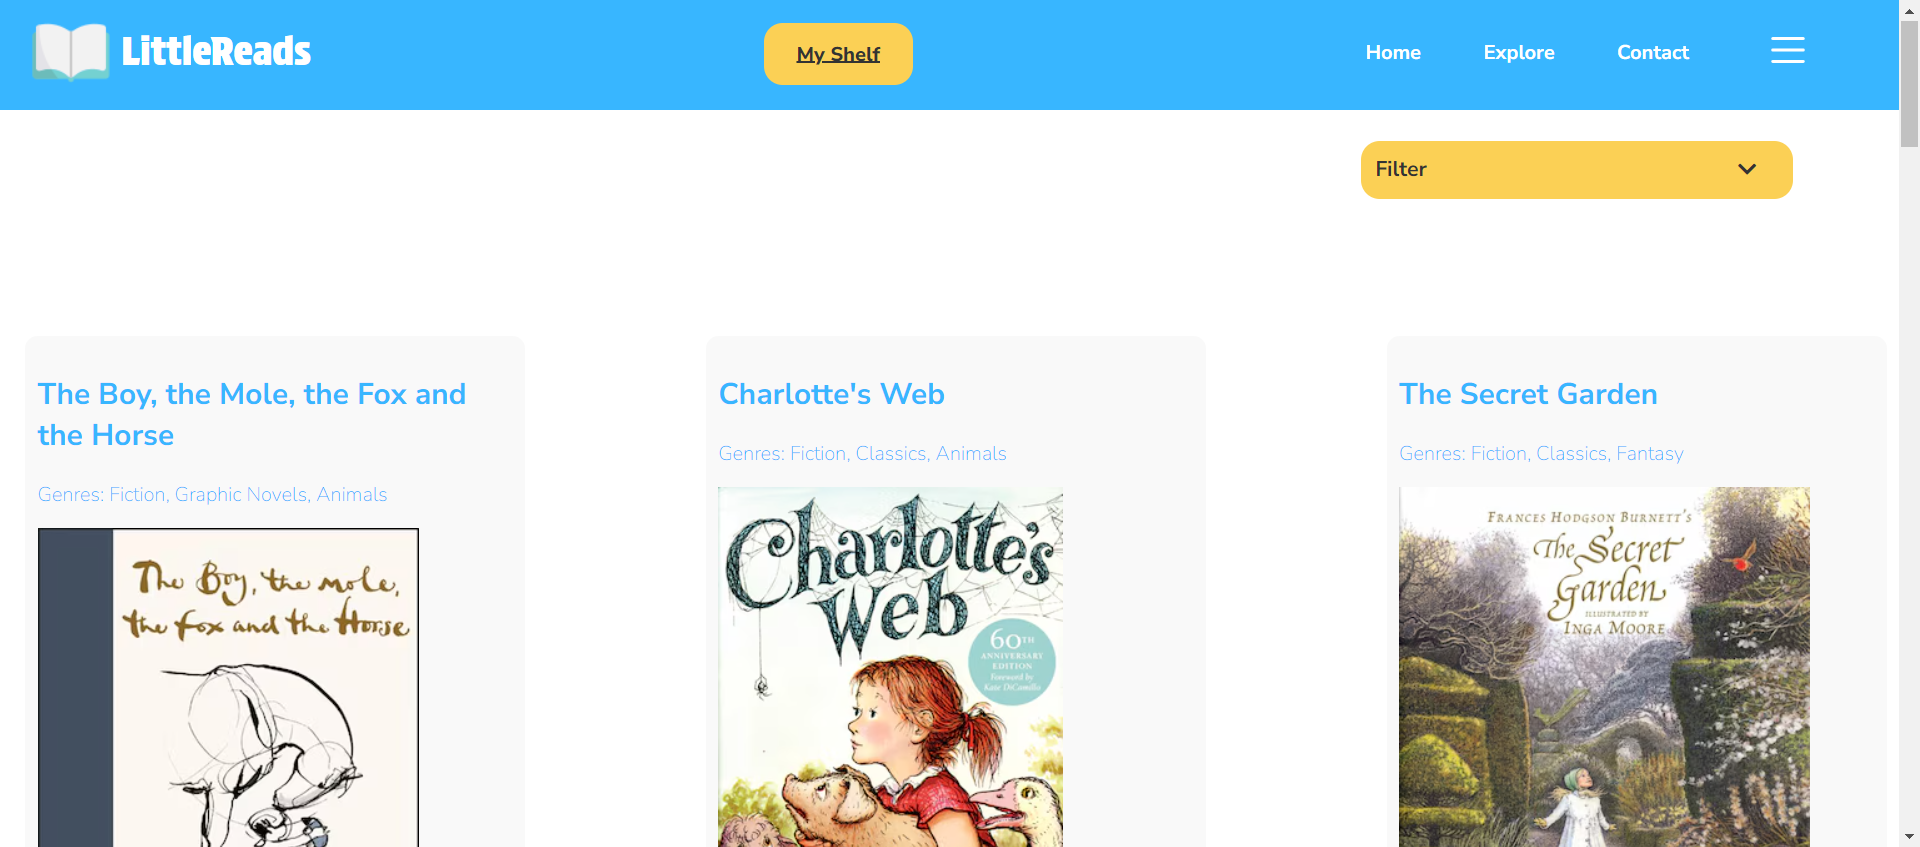 LittleReads
My Shelf
Home
Explore
Contact
Filter
The Boy, the Mole, the Fox and
the Horse
Genres: Fiction, Graphic Novels, Animals
The Boy, the mole,
the fox and the Horse
Charlotte's Web
Genres: Fiction, Classics, Animals
Charlotte's
Web
60TH
ANNIVERSARY
EDITION
Foreword by
Kate DiCamillo
The Secret Garden
Genres: Fiction, Classics, Fantasy
FRANCES HODGSON BURNETT'S
The Secret
Garden
ILLUSTRATED BY
INGA MOORE